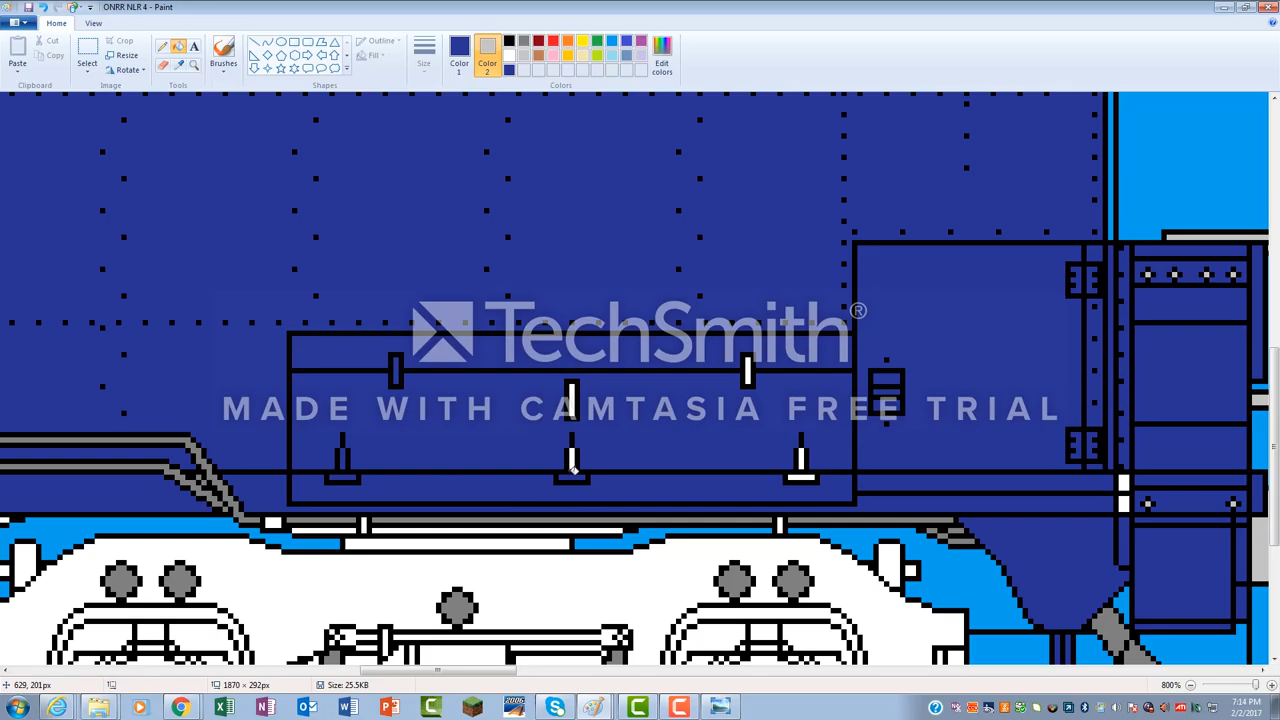 ONRR NLR 4 - Paint
Home View
Paste
Cut
Copy
Clipboard
Select
Crop
Resize
Rotate
Image
Tools
Brushes
Outline
Fill
Shapes
Size
Color 1
Color 2
Edit colors
Colors
TechSmith®
MADE WITH CAMTASIA FREE TRIAL
629, 201px
1870 × 292px
Size: 25.5KB
800%
2006
7:14 PM
2/2/2017